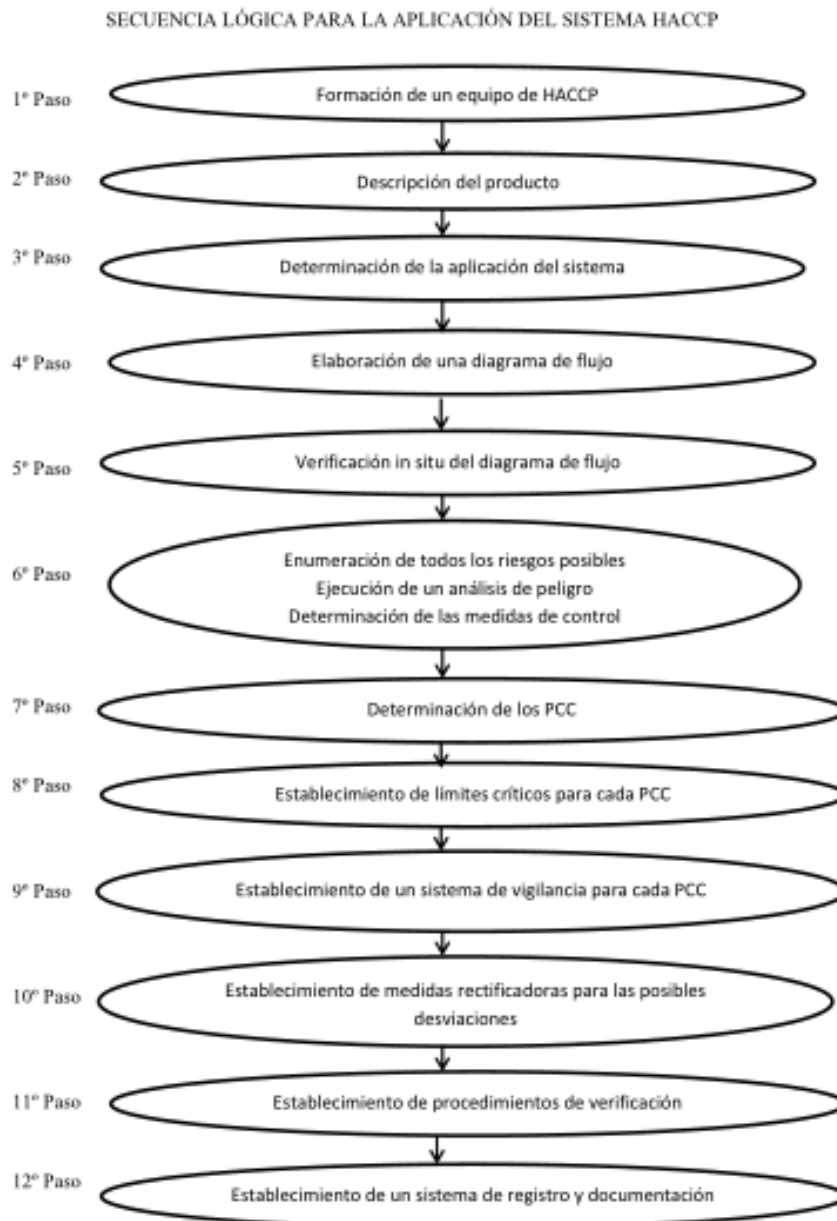 SECUENCIA LÓGICA PARA LA APLICACIÓN DEL SISTEMA HACCP
1º Paso
Formación de un equipo de HACCP
2º Paso
Descripción del producto
3º Paso
Determinación de la aplicación del sistema
4º Paso
Elaboración de una diagrama de flujo
5º Paso
Verificación in situ del diagrama de flujo
6º Paso
Enumeración de todos los riesgos posibles
Ejecución de un análisis de peligro
Determinación de las medidas de control
7º Paso
Determinación de los PCC
8º Paso
Establecimiento de límites críticos para cada PCC
9º Paso
Establecimiento de un sistema de vigilancia para cada PCC
10º Paso
Establecimiento de medidas rectificadoras para las posibles
desviaciones
11º Paso
Establecimiento de procedimientos de verificación
12º Paso
Establecimiento de un sistema de registro y documentación